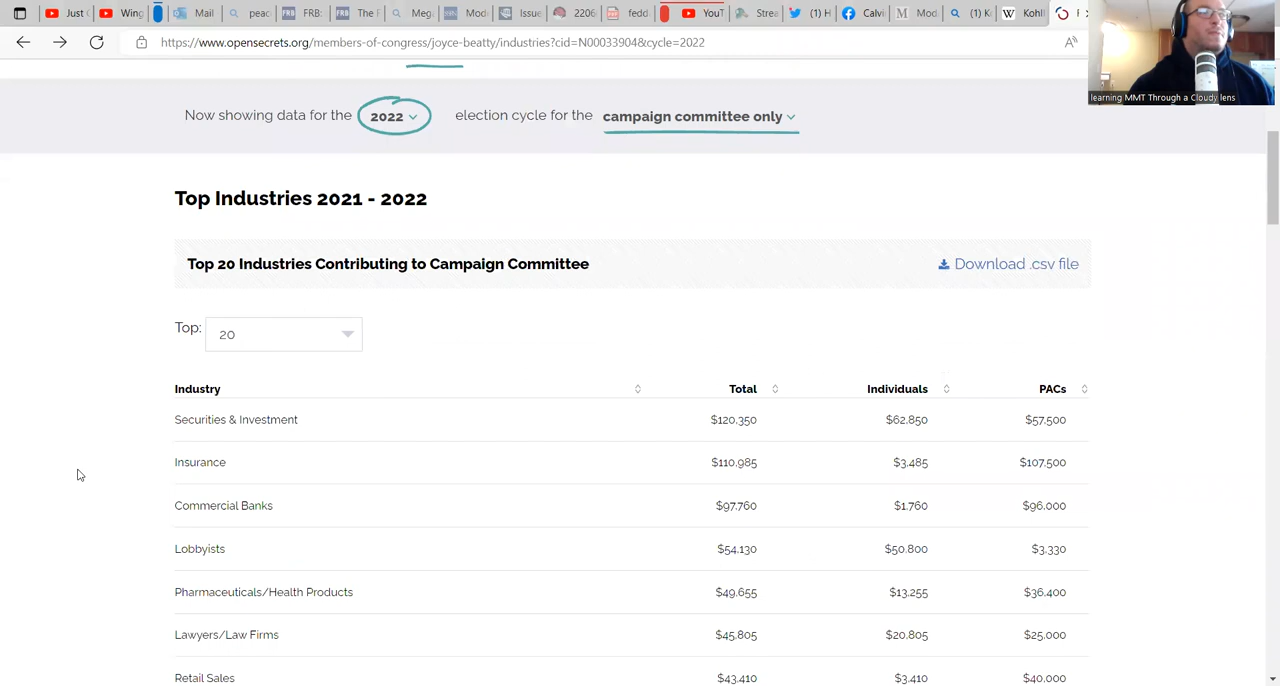 Just
Wing
Mail
peac
FRB:
The F
Meg
Mod
Issue
2206
fedd
YouT
Strea
(1) H
Calvi
Mod
(1) K
Kohl
https://www.opensecrets.org/members-of-congress/joyce-beatty/industries?cid=N00033904&cycle=2022
learning MMT Through a Cloudy lens
Now showing data for the 2022 election cycle for the campaign committee only
Top Industries 2021 - 2022
Top 20 Industries Contributing to Campaign Committee Download .csv file
Top: 20
Industry Total Individuals PACs
Securities & Investment $120,350 $62,850 $57,500
Insurance $110,985 $3,485 $107,500
Commercial Banks $97,760 $1,760 $96,000
Lobbyists $54,130 $50,800 $3,330
Pharmaceuticals/Health Products $49,655 $13,255 $36,400
Lawyers/Law Firms $45,805 $20,805 $25,000
Retail Sales $43,410 $3,410 $40,000